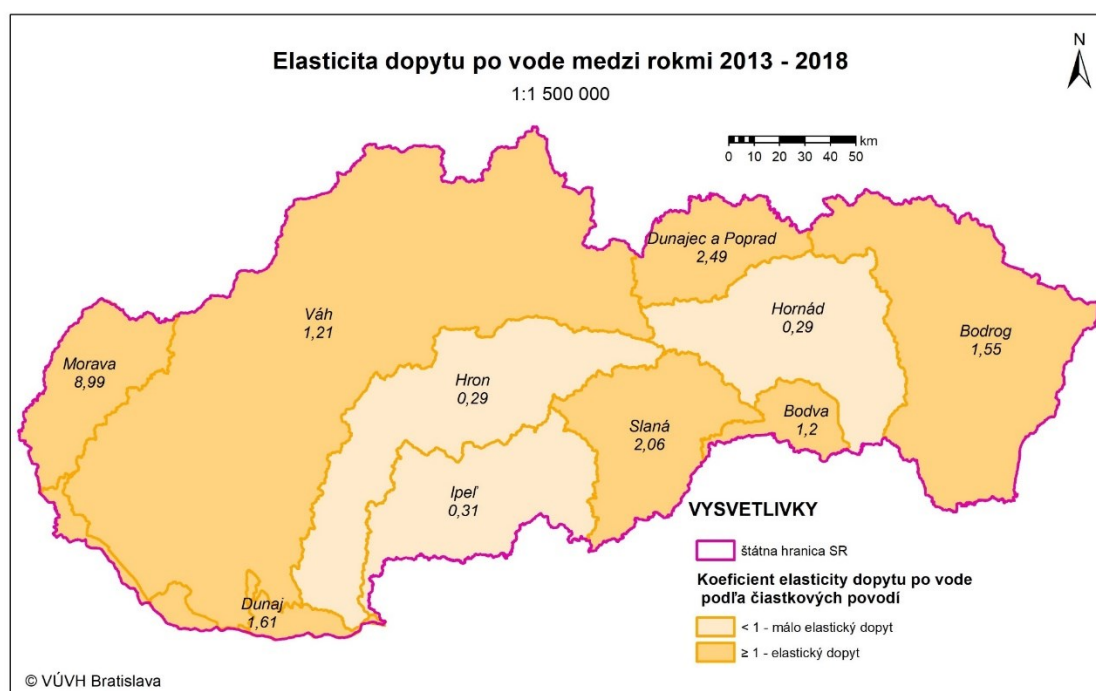 N
Elasticita dopytu po vode medzi rokmi 2013 - 2018
1:1 500 000
km
0 10 20 30 40 50
Dunajec a Poprad
2,49
Váh
1,21
Hornád
0,29
Bodrog
1,55
Morava
8,99
Hron
0,29
Slaná
2,06
Bodva
1,2
Ipeľ
0,31
Dunaj
1,61
VYSVETLIVKY
štátna hranica SR
Koeficient elasticity dopytu po vode
podľa čiastkových povodí
< 1 - málo elastický dopyt
≥ 1 - elastický dopyt
© VÚVH Bratislava